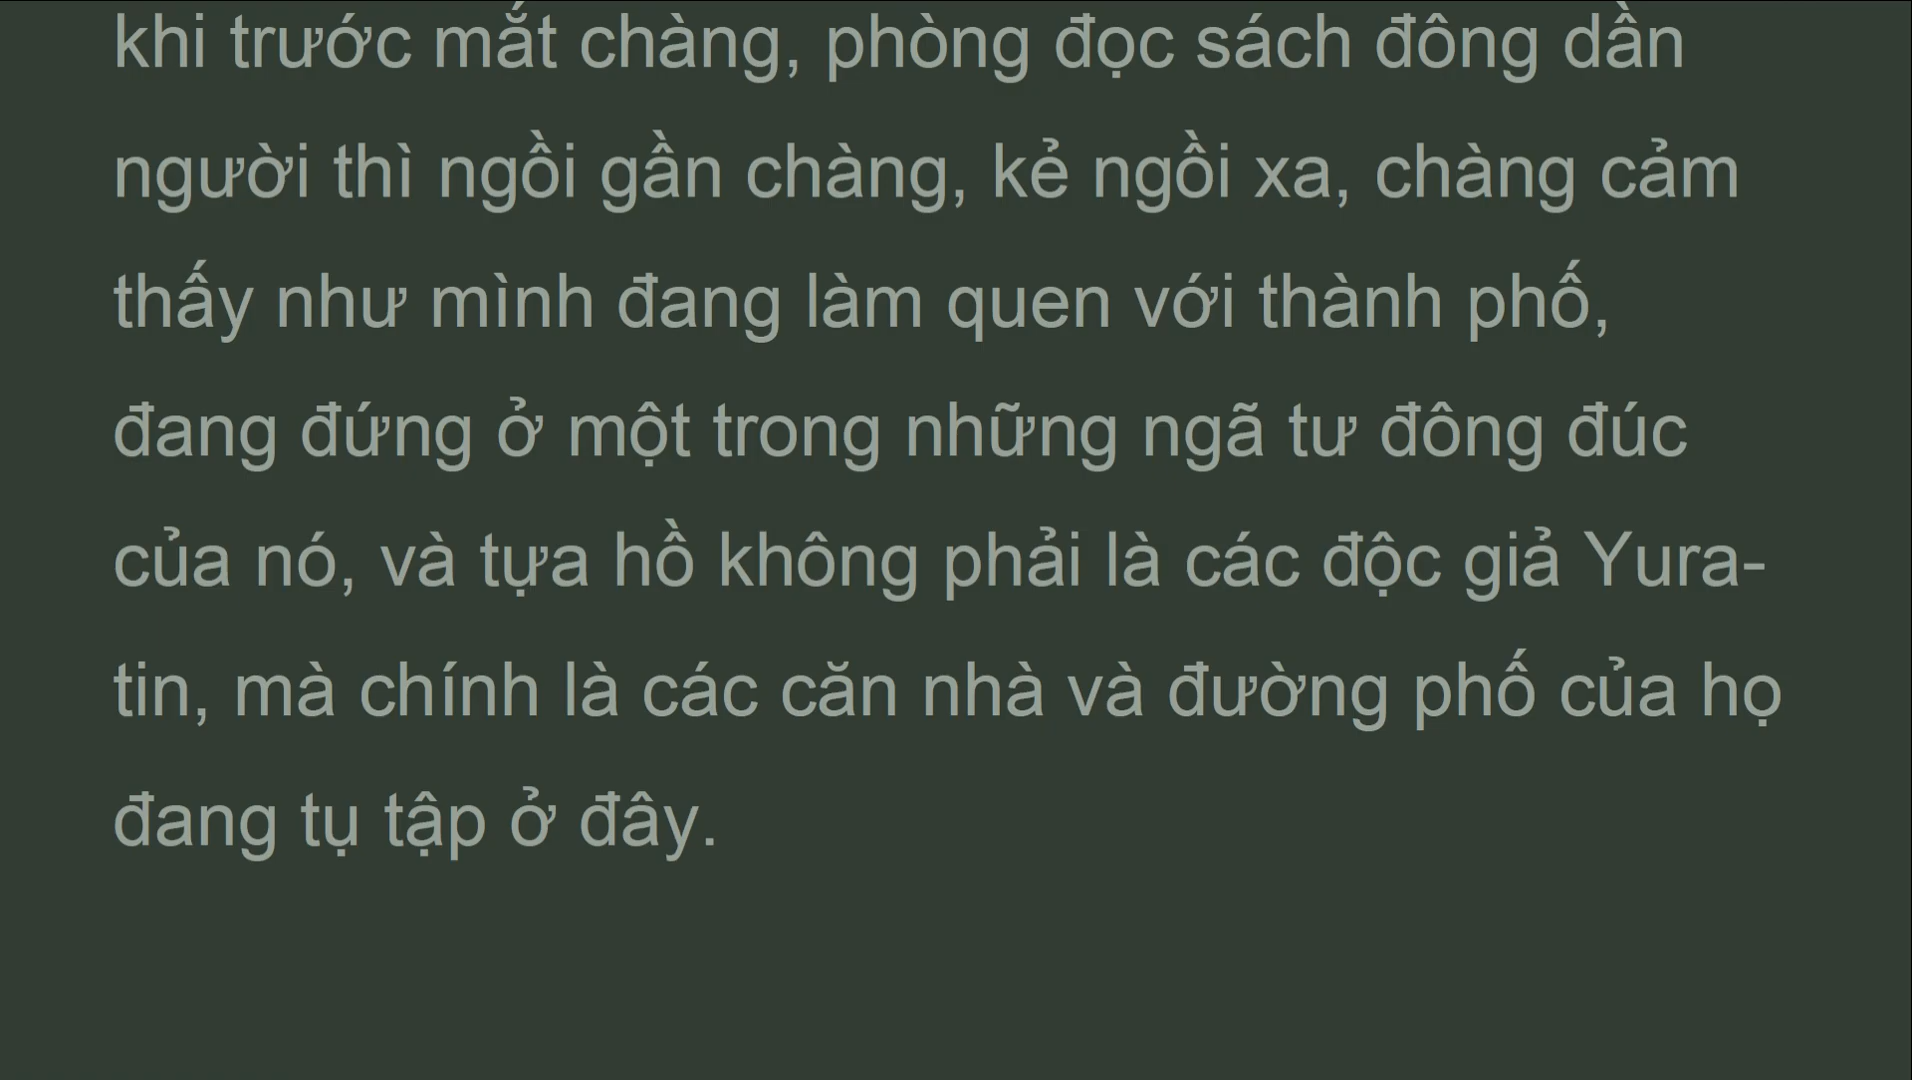 khi trước mắt chàng, phòng đọc sách đông dần
người thì ngồi gần chàng, kẻ ngồi xa, chàng cảm
thấy như mình đang làm quen với thành phố,
đang đứng ở một trong những ngã tư đông đúc
của nó, và tựa hồ không phải là các độc giả Yura-
tin, mà chính là các căn nhà và đường phố của họ
đang tụ tập ở đây.